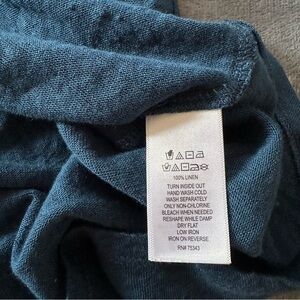 100% LINEN
TURN INSIDE OUT
HAND WASH COLD
WASH SEPARATELY
ONLY NON-CHLORINE
BLEACH WHEN NEEDED
RESHAPE WHILE DAMP
DRY FLAT
LOW IRON
IRON ON REVERSE
RN# 75343